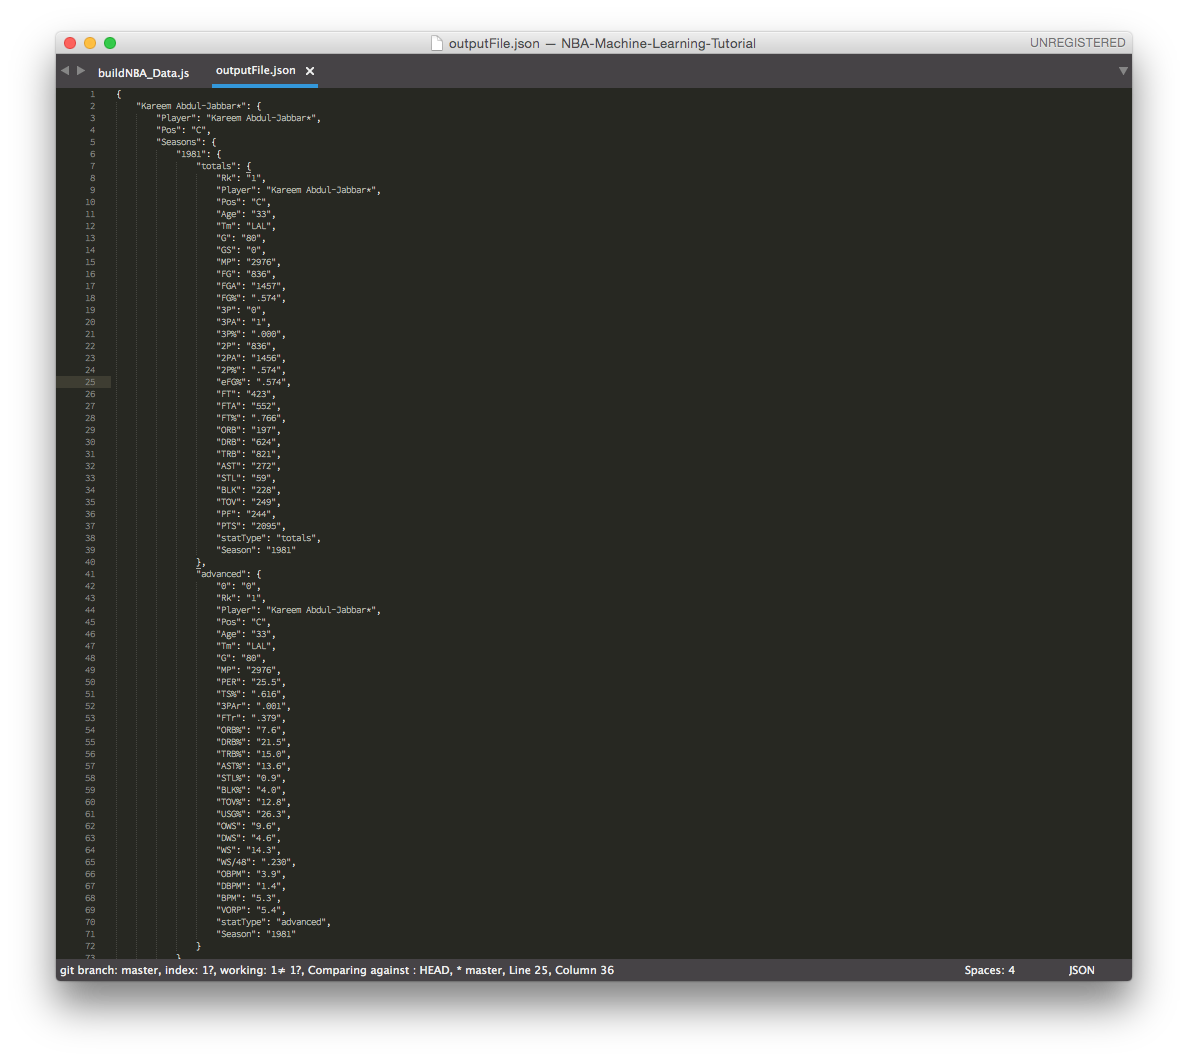 outputFile.json — NBA-Machine-Learning-Tutorial
UNREGISTERED
buildNBA_Data.js
outputFile.json ×
1 {
2 "Kareem Abdul-Jabbar*": {
3 "Player": "Kareem Abdul-Jabbar*",
4 "Pos": "C",
5 "Seasons": {
6 "1981": {
7 "totals": {
8 "Rk": "1",
9 "Player": "Kareem Abdul-Jabbar*",
10 "Pos": "C",
11 "Age": "33",
12 "Tm": "LAL",
13 "G": "80",
14 "GS": "0",
15 "MP": "2976",
16 "FG": "836",
17 "FGA": "1457",
18 "FG%": ".574",
19 "3P": "0",
20 "3PA": "1",
21 "3P%": ".000",
22 "2P": "836",
23 "2PA": "1456",
24 "2P%": ".574",
25 "eFG%": ".574",
26 "FT": "423",
27 "FTA": "552",
28 "FT%": ".766",
29 "ORB": "197",
30 "DRB": "624",
31 "TRB": "821",
32 "AST": "272",
33 "STL": "59",
34 "BLK": "228",
35 "TOV": "249",
36 "PF": "244",
37 "PTS": "2095",
38 "statType": "totals",
39 "Season": "1981"
40 },
41 "advanced": {
42 "0": "0",
43 "Rk": "1",
44 "Player": "Kareem Abdul-Jabbar*",
45 "Pos": "C",
46 "Age": "33",
47 "Tm": "LAL",
48 "G": "80",
49 "MP": "2976",
50 "PER": "25.5",
51 "TS%": ".616",
52 "3PAr": ".001",
53 "FTr": ".379",
54 "ORB%": "7.6",
55 "DRB%": "21.5",
56 "TRB%": "15.0",
57 "AST%": "13.6",
58 "STL%": "0.9",
59 "BLK%": "4.0",
60 "TOV%": "12.8",
61 "USG%": "26.3",
62 "OWS": "9.6",
63 "DWS": "4.6",
64 "WS": "14.3",
65 "WS/48": ".230",
66 "OBPM": "3.9",
67 "DBPM": "1.4",
68 "BPM": "5.3",
69 "VORP": "5.4",
70 "statType": "advanced",
71 "Season": "1981"
72 }
73 }
git branch: master, index: 1?, working: 1≠ 1?, Comparing against : HEAD, * master, Line 25, Column 36
Spaces: 4
JSON